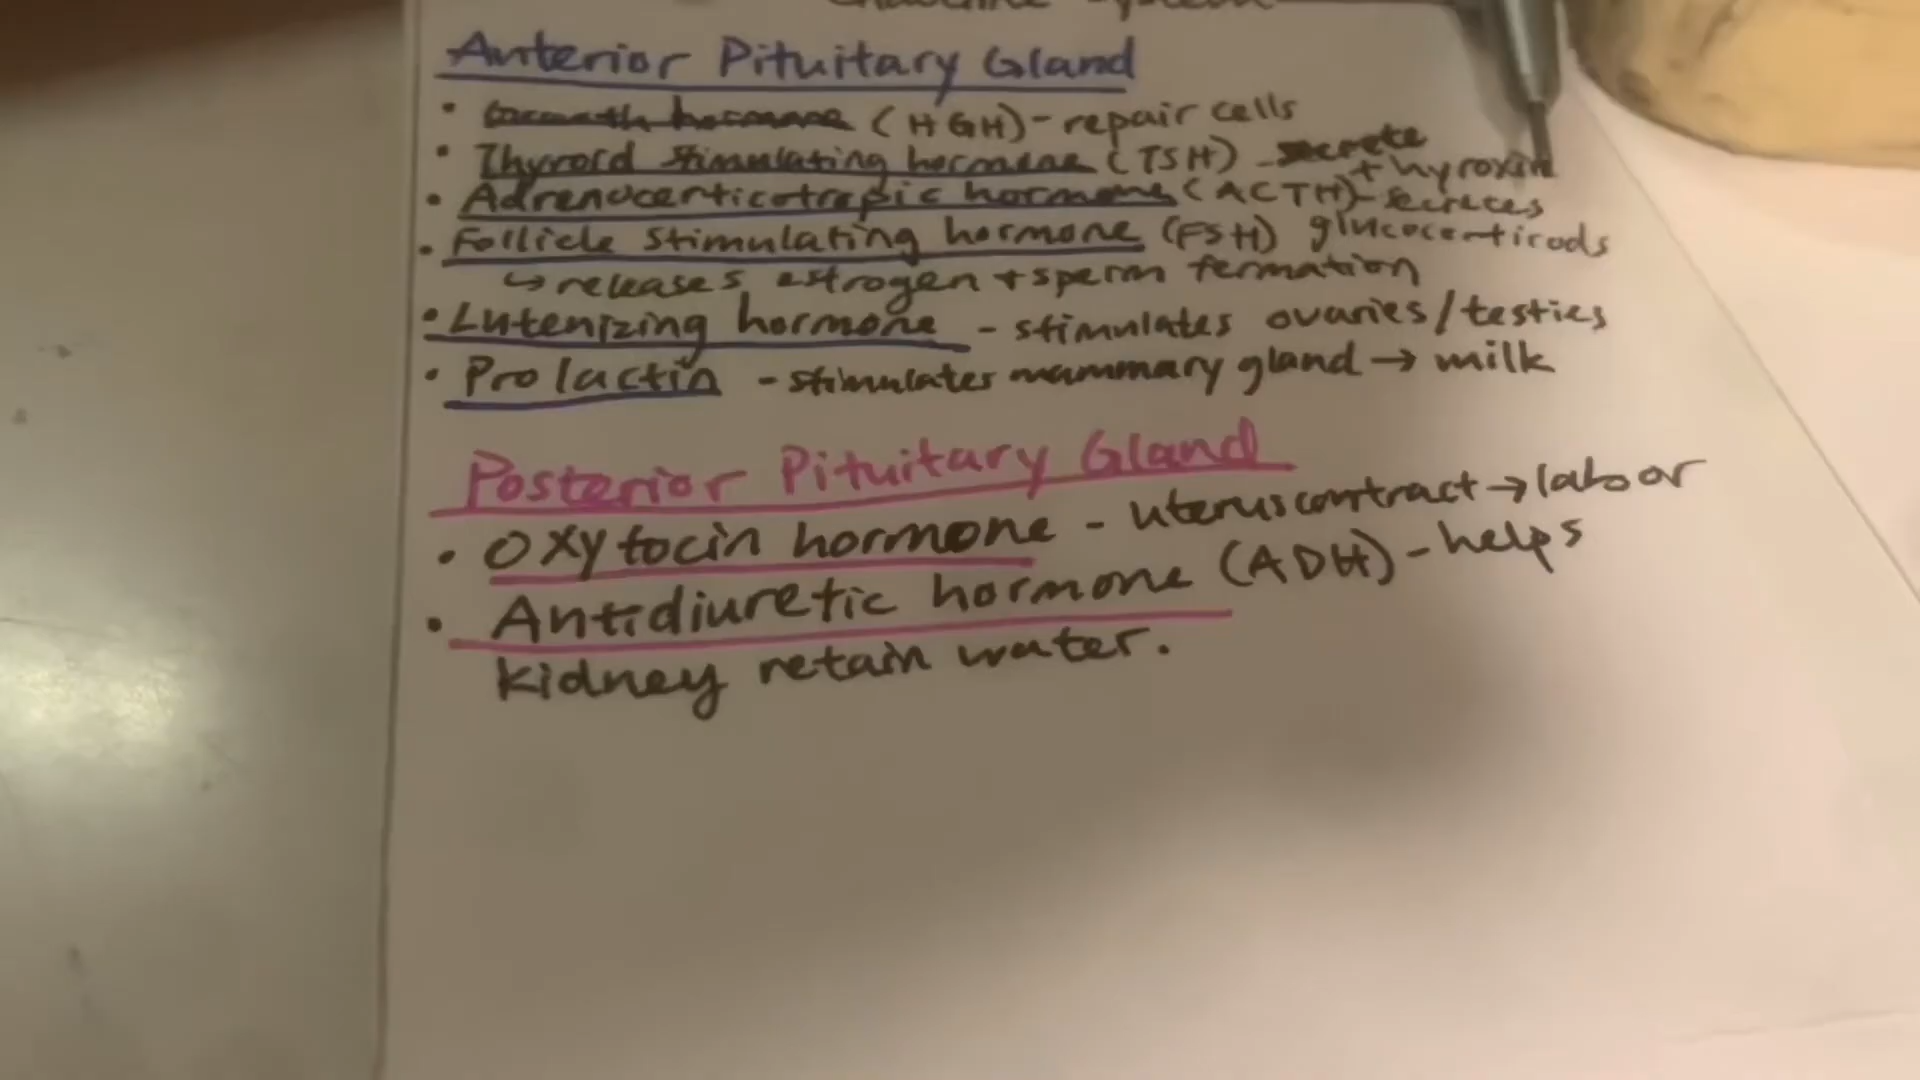 Endocrine System
Anterior Pituitary Gland
• Growth hormone (HGH) - repair cells
• Thyroid stimulating hormone (TSH) - secrete thyroxin
• Adrenocorticotropic hormone (ACTH) - secretes glucocorticoids
• Follicle stimulating hormone (FSH)
↳ releases estrogen + sperm formation
• Lutenizing hormone - stimulates ovaries/testies
• Prolactin - stimulates mammary gland → milk
Posterior Pituitary Gland
• Oxytocin hormone - uterus contract → labor
• Antidiuretic hormone (ADH) - helps
kidney retain water.